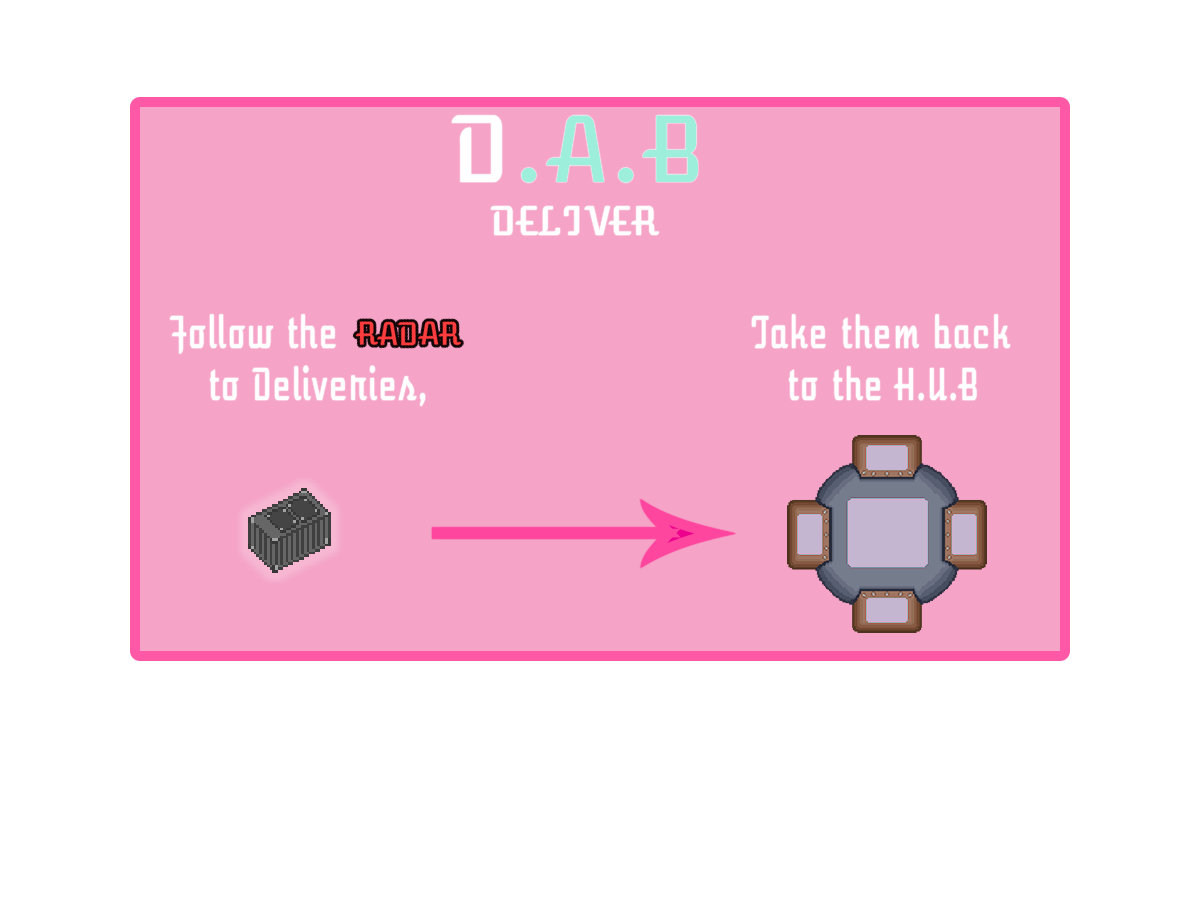 D.A.B
DELIVER
Follow the RADAR
to Deliveries,
Take them back
to the H.U.B